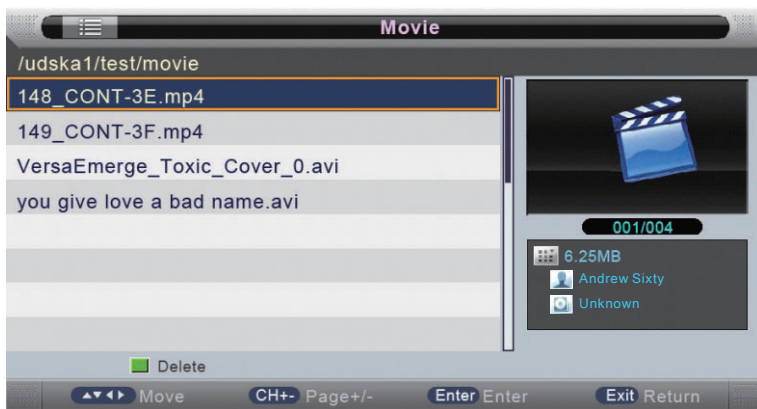 Movie
/udska1/test/movie
148_CONT-3E.mp4
149_CONT-3F.mp4
VersaEmerge_Toxic_Cover_0.avi
you give love a bad name.avi
001/004
6.25MB
Andrew Sixty
Unknown
Delete
Move CH+- Page+/- Enter Enter Exit Return